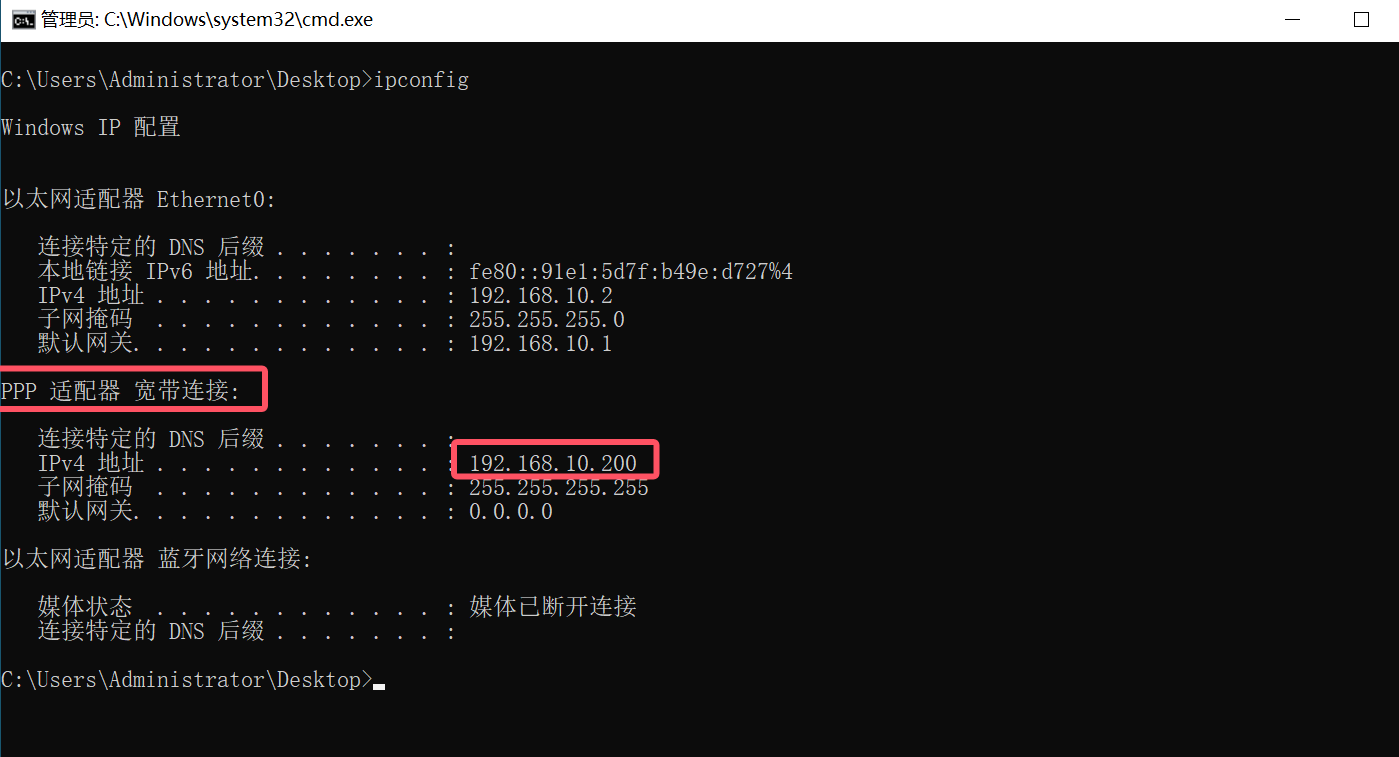 管理员: C:\Windows\system32\cmd.exe
C:\Users\Administrator\Desktop>ipconfig
Windows IP 配置
以太网适配器 Ethernet0:
连接特定的 DNS 后缀 . . . . . . . :
本地链接 IPv6 地址. . . . . . . . : fe80::91e1:5d7f:b49e:d727%4
IPv4 地址 . . . . . . . . . . . . : 192.168.10.2
子网掩码 . . . . . . . . . . . . : 255.255.255.0
默认网关. . . . . . . . . . . . . : 192.168.10.1
PPP 适配器 宽带连接:
连接特定的 DNS 后缀 . . . . . . . :
IPv4 地址 . . . . . . . . . . . . : 192.168.10.200
子网掩码 . . . . . . . . . . . . : 255.255.255.255
默认网关. . . . . . . . . . . . . : 0.0.0.0
以太网适配器 蓝牙网络连接:
媒体状态 . . . . . . . . . . . . : 媒体已断开连接
连接特定的 DNS 后缀 . . . . . . . :
C:\Users\Administrator\Desktop>